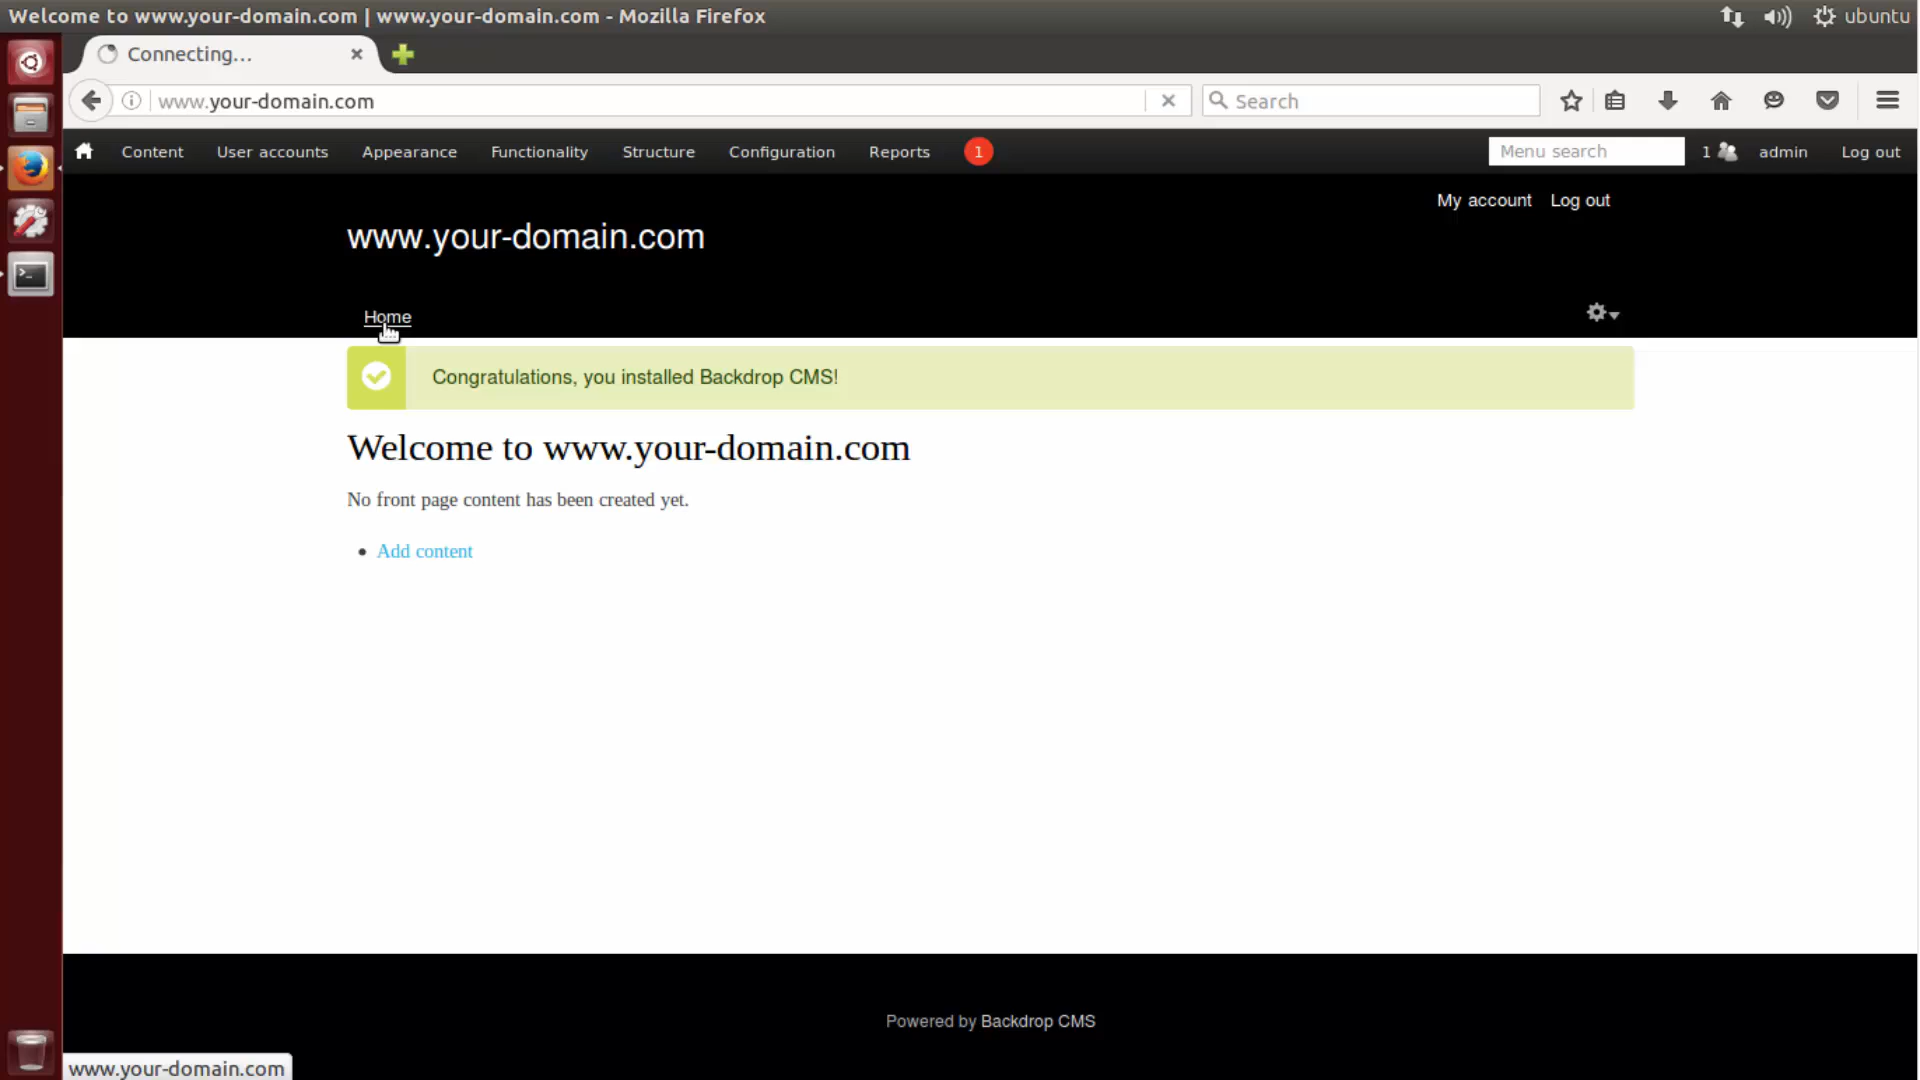 Welcome to www.your-domain.com | www.your-domain.com - Mozilla Firefox
ubuntu
Connecting...
www.your-domain.com
Search
Content User accounts Appearance Functionality Structure Configuration Reports 1
Menu search
1 admin Log out
My account Log out
www.your-domain.com
Home
Congratulations, you installed Backdrop CMS!
Welcome to www.your-domain.com
No front page content has been created yet.
• Add content
Powered by Backdrop CMS
www.your-domain.com